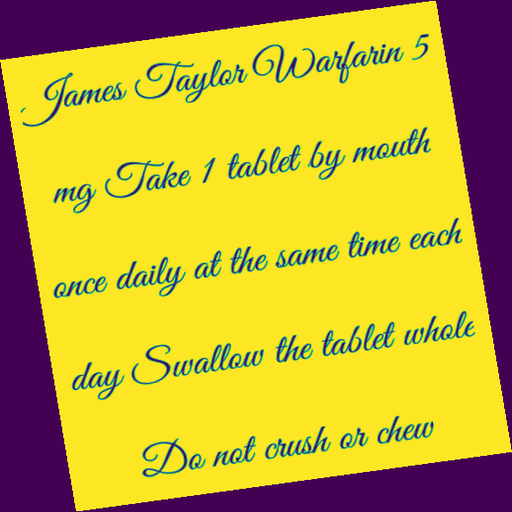 James Taylor Warfarin 5
mg Take 1 tablet by mouth
once daily at the same time each
day Swallow the tablet whole
Do not crush or chew